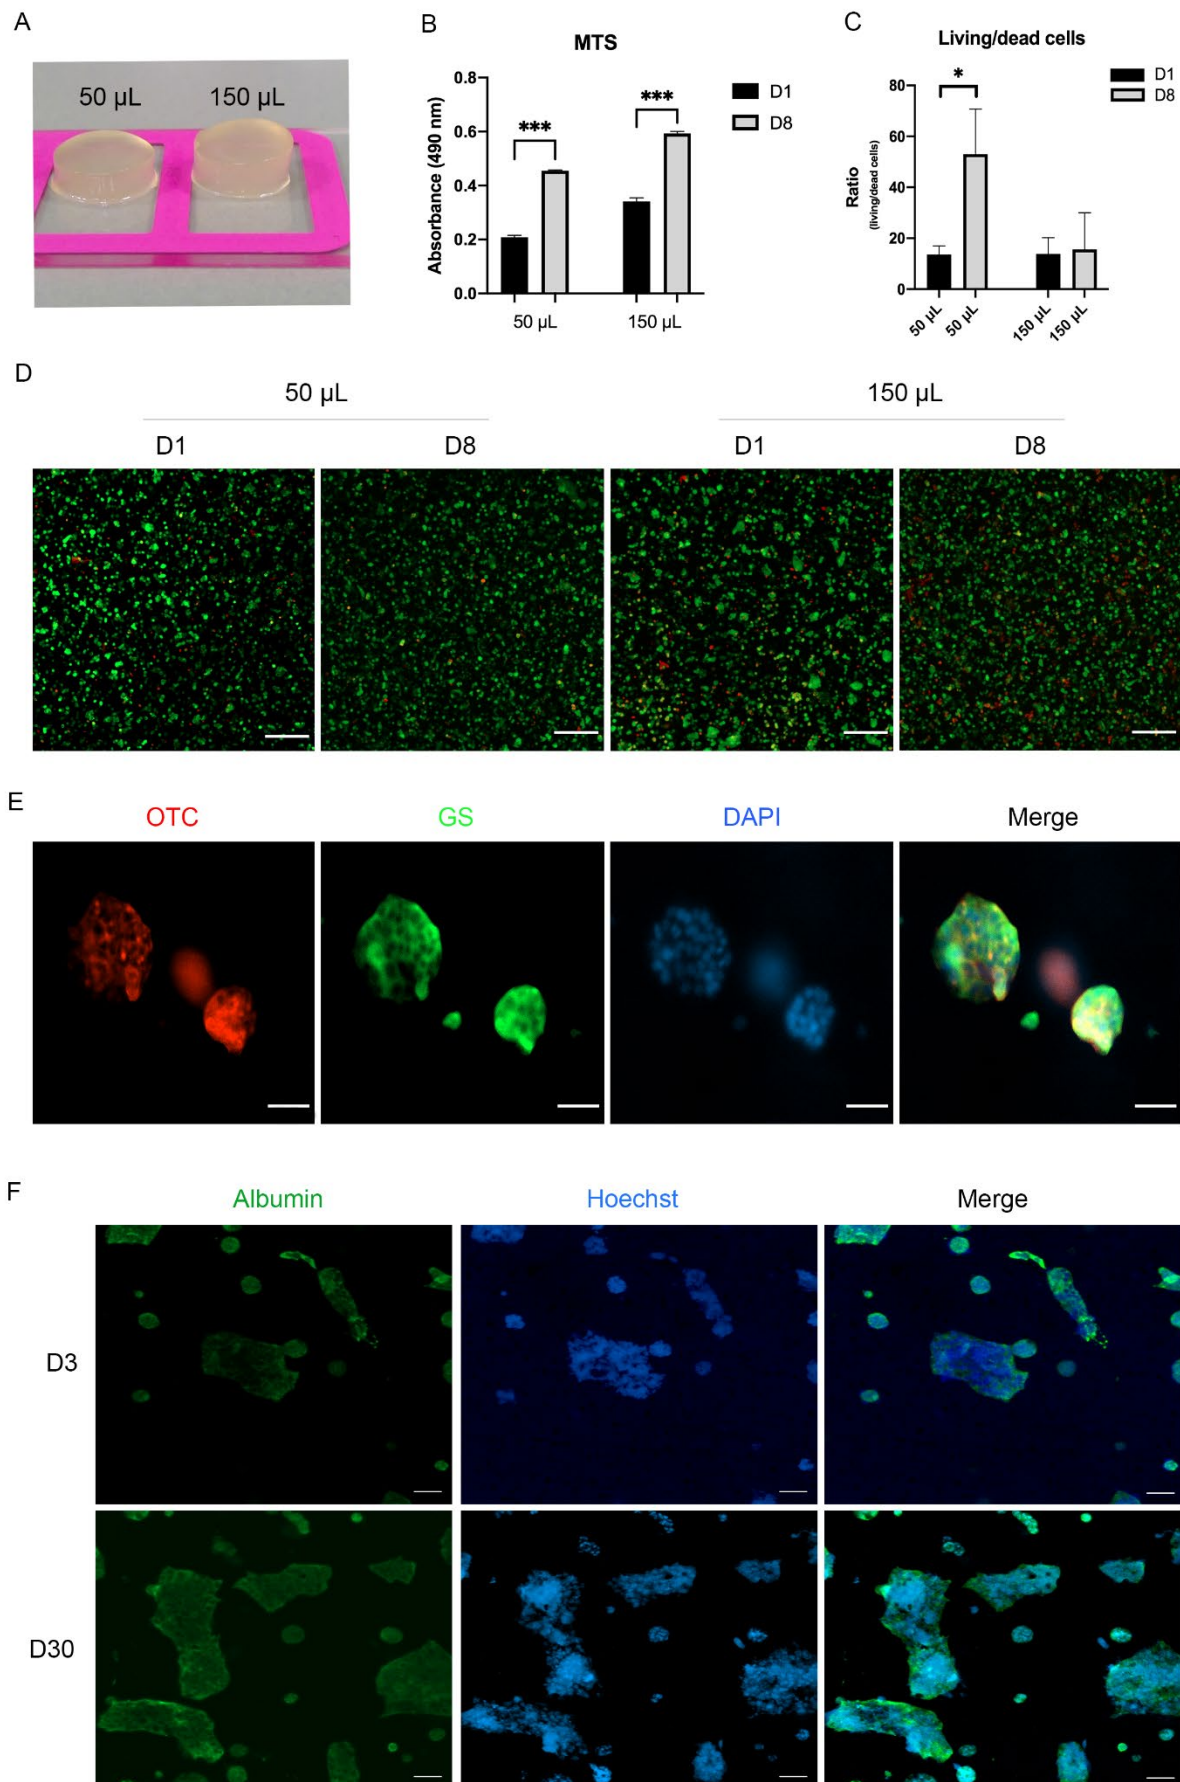 A
50 µL 150 µL
B
MTS
Absorbance (490 nm)
0.8
0.6
0.4
0.2
0.0
***
***
D1
D8
50 µL 150 µL
C
Living/dead cells
Ratio
(living/dead cells)
80
60
40
20
0
*
D1
D8
50 µL 50 µL 150 µL 150 µL
D
50 µL 150 µL
D1 D8 D1 D8
E
OTC GS DAPI Merge
F
Albumin Hoechst Merge
D3
D30